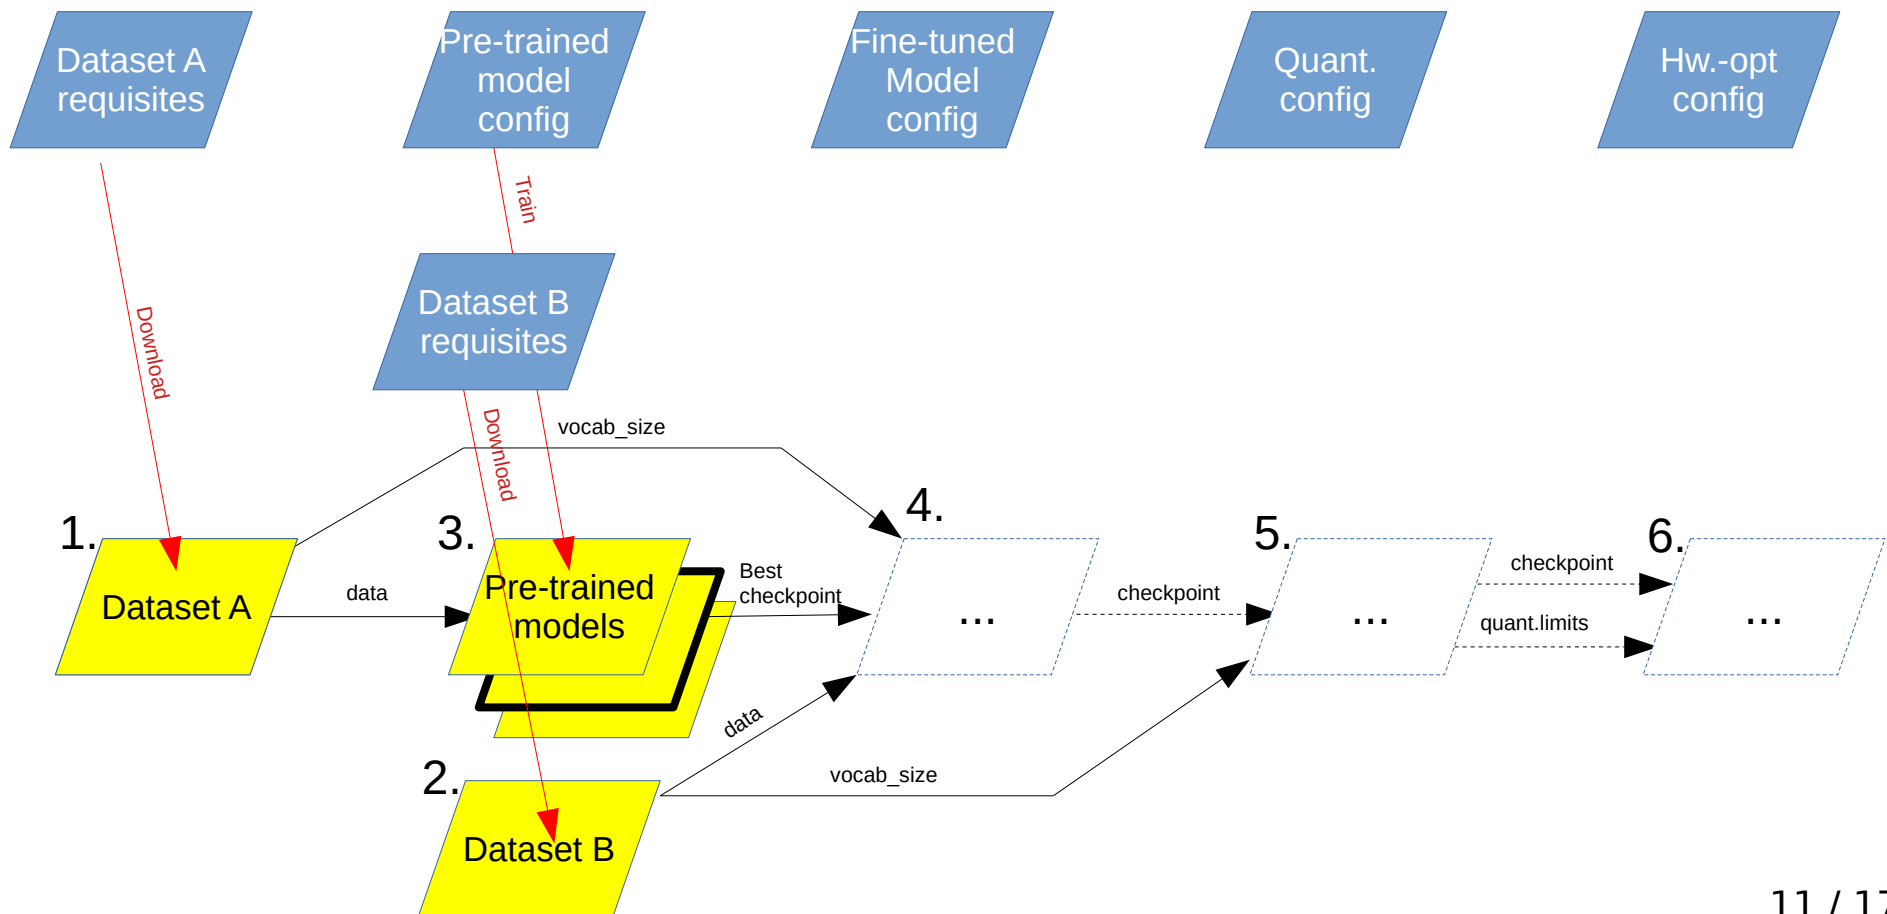 Dataset A
requisites
Pre-trained
model
config
Fine-tuned
Model
config
Quant.
config
Hw.-opt
config
Train
Dataset B
requisites
Download
Download
vocab_size
1.
3.
4.
5.
6.
Dataset A
data
Pre-trained
models
Best
checkpoint
...
checkpoint
...
checkpoint
quant.limits
...
data
vocab_size
2.
Dataset B
11 / 17